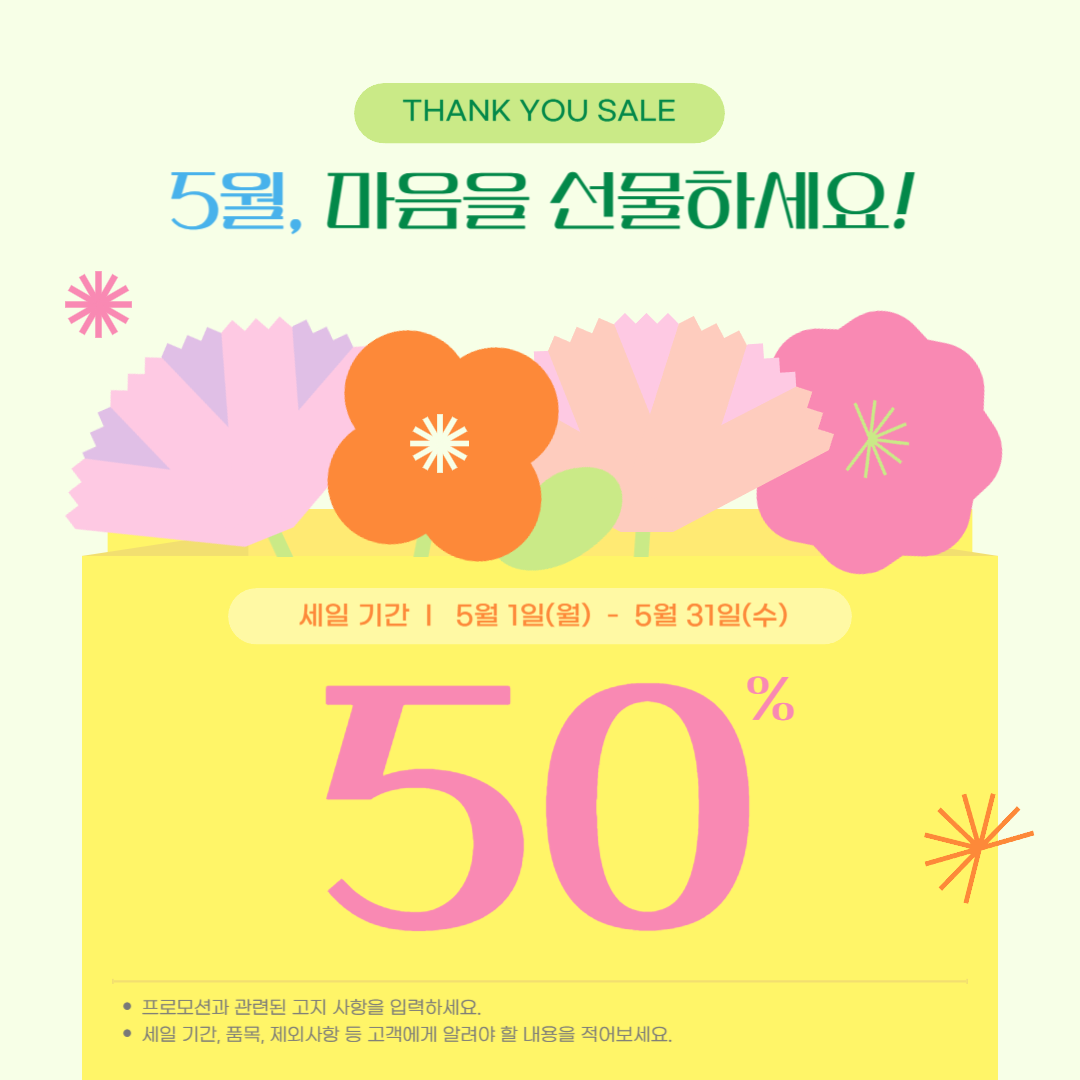 THANK YOU SALE
5월, 마음을 선물하세요!
세일 기간 | 5월 1일(월) - 5월 31일(수)
50%
• 프로모션과 관련된 고지 사항을 입력하세요.
• 세일 기간, 품목, 제외사항 등 고객에게 알려야 할 내용을 적어보세요.